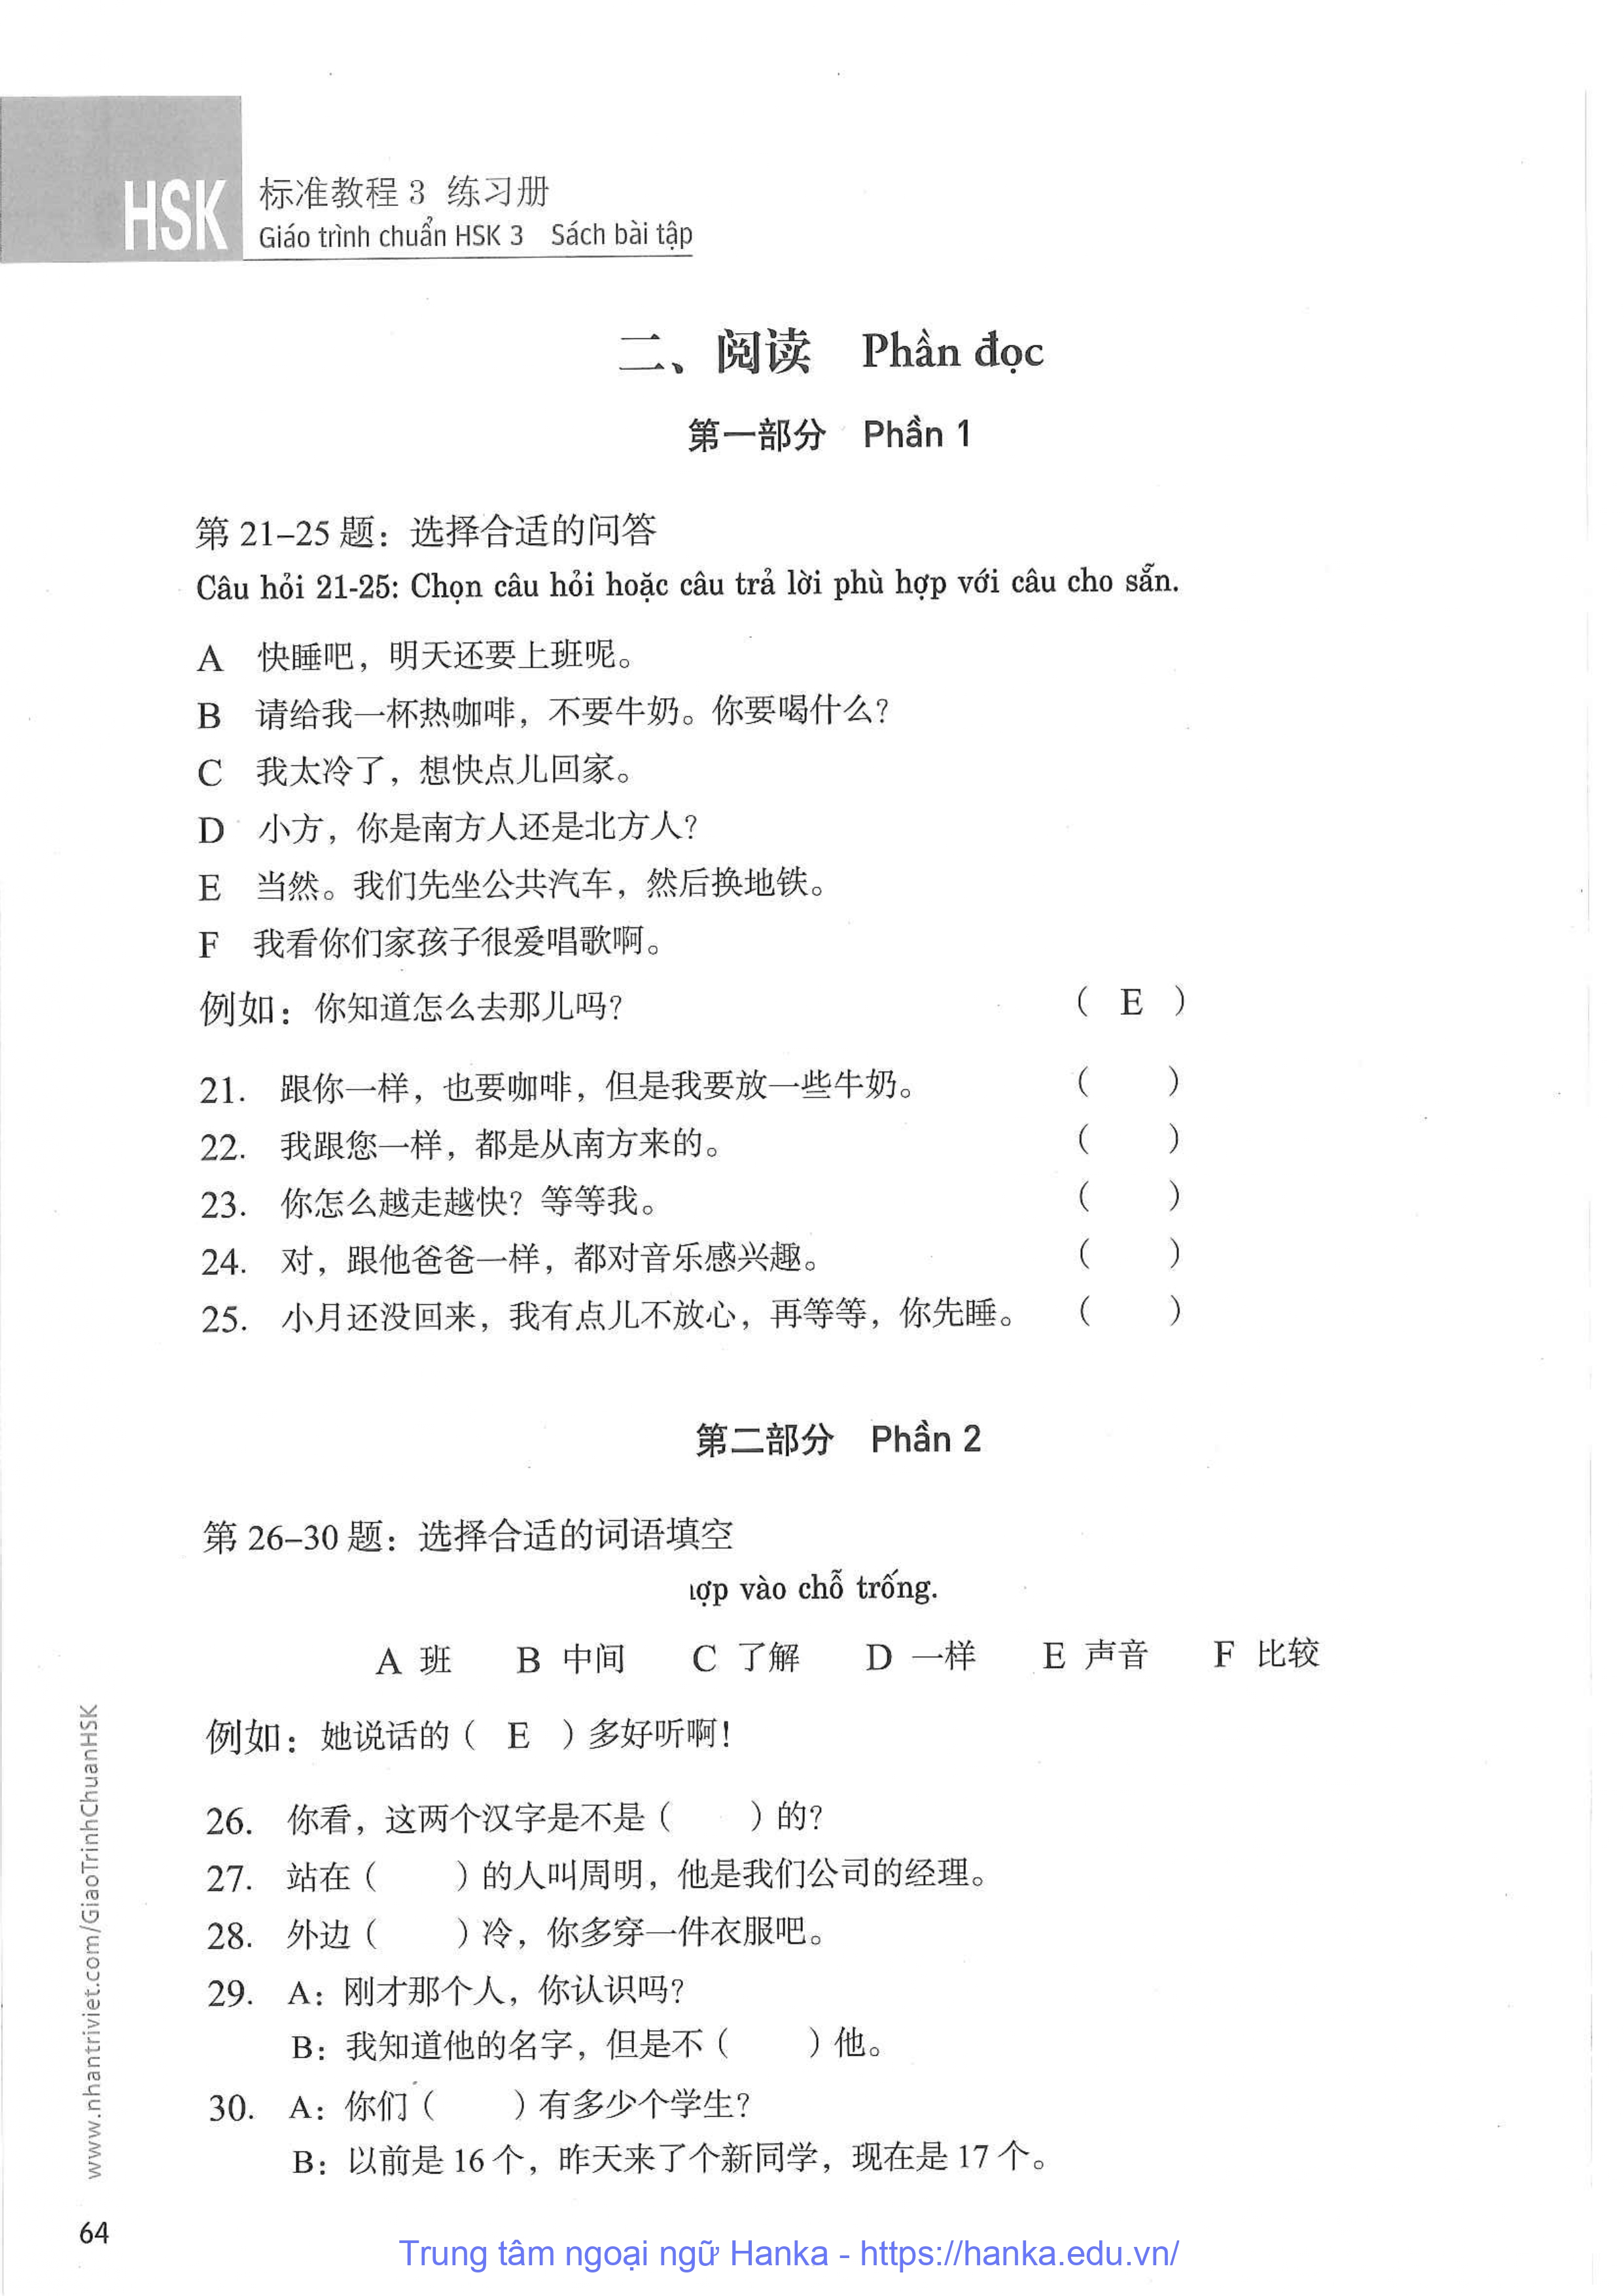 HSK
标准教程 3 练习册
Giáo trình chuẩn HSK 3 Sách bài tập
二、阅读 Phần đọc
第一部分 Phần 1
第 21–25 题：选择合适的问答
Câu hỏi 21-25: Chọn câu hỏi hoặc câu trả lời phù hợp với câu cho sẵn.
A 快睡吧，明天还要上班呢。
B 请给我一杯热咖啡，不要牛奶。你要喝什么？
C 我太冷了，想快点儿回家。
D 小方，你是南方人还是北方人？
E 当然。我们先坐公共汽车，然后换地铁。
F 我看你们家孩子很爱唱歌啊。
例如：你知道怎么去那儿吗？ （ E ）
21. 跟你一样，也要咖啡，但是我要放一些牛奶。 （ ）
22. 我跟您一样，都是从南方来的。 （ ）
23. 你怎么越走越快？等等我。 （ ）
24. 对，跟他爸爸一样，都对音乐感兴趣。 （ ）
25. 小月还没回来，我有点儿不放心，再等等，你先睡。 （ ）
第二部分 Phần 2
第 26–30 题：选择合适的词语填空
ợp vào chỗ trống.
A 班 B 中间 C 了解 D 一样 E 声音 F 比较
例如：她说话的（ E ）多好听啊！
26. 你看，这两个汉字是不是（ ）的？
27. 站在（ ）的人叫周明，他是我们公司的经理。
28. 外边（ ）冷，你多穿一件衣服吧。
29. A：刚才那个人，你认识吗？
B：我知道他的名字，但是不（ ）他。
30. A：你们（ ）有多少个学生？
B：以前是 16 个，昨天来了个新同学，现在是 17 个。
www.nhantriviet.com/GiaoTrinhChuanHSK
64
Trung tâm ngoại ngữ Hanka - https://hanka.edu.vn/